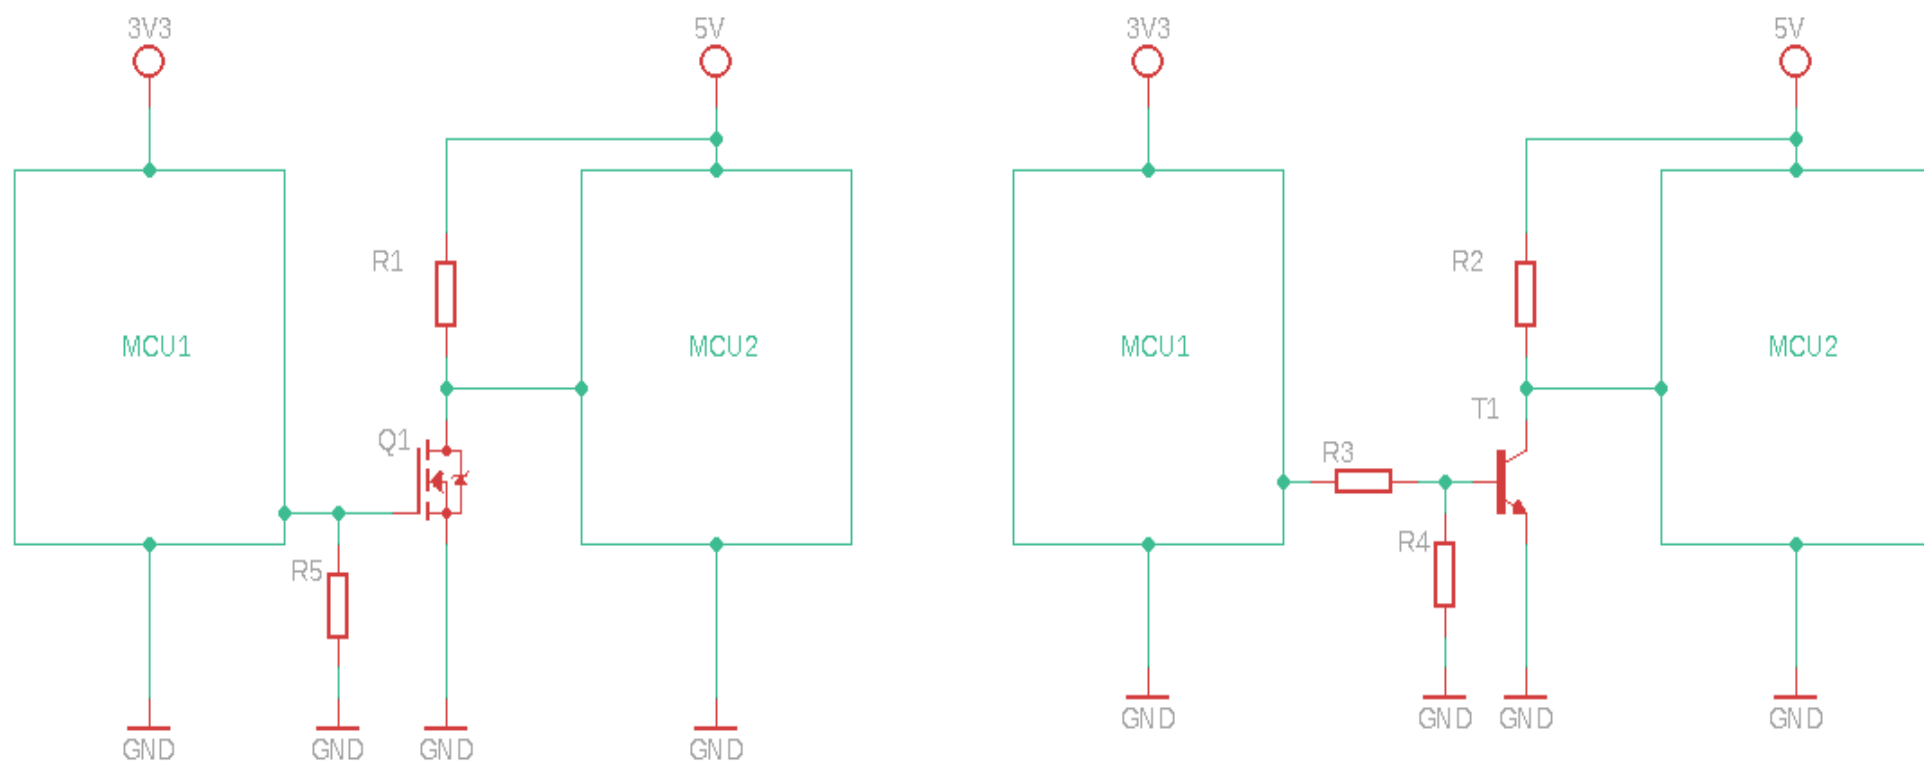 3V3
5V
3V3
5V
R1
R2
MCU1
MCU2
MCU1
MCU2
T1
Q1
R3
R4
R5
GND
GND
GND
GND
GND
GND
GND
GND